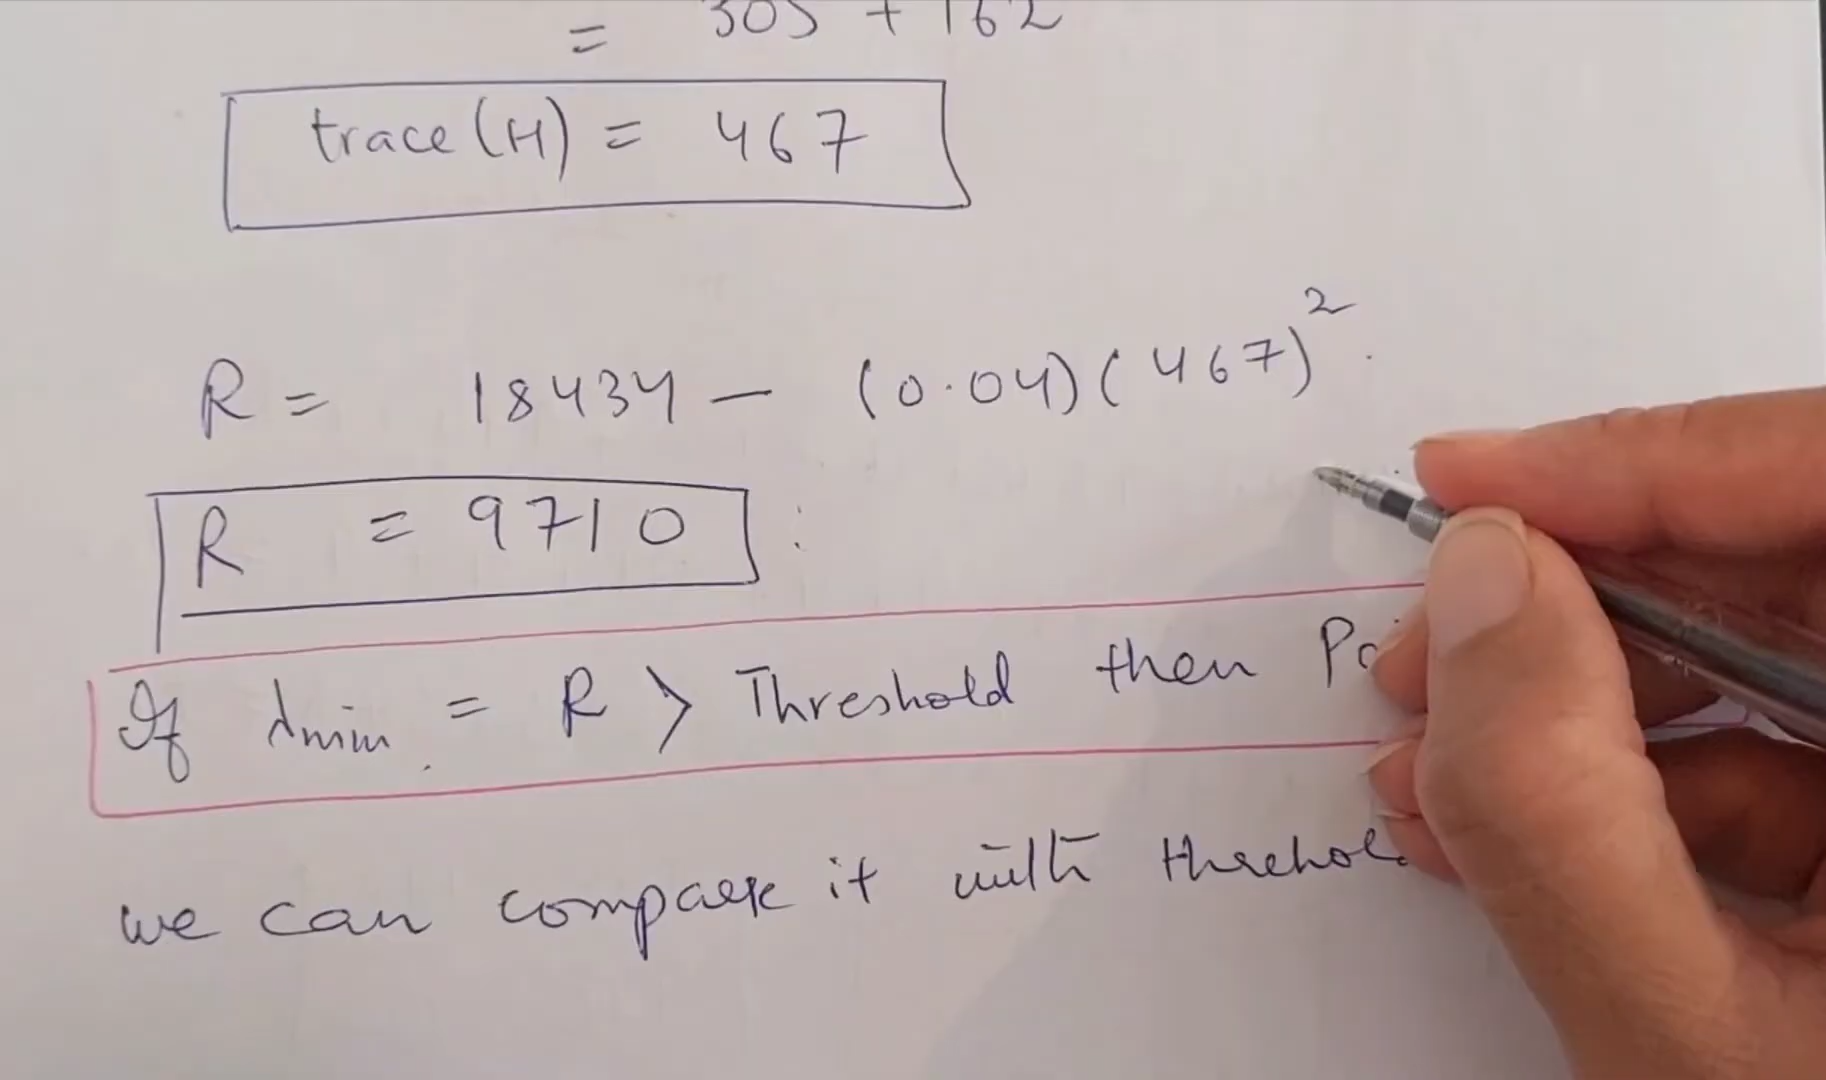 = 305 + 162
trace(H) = 467
R = 18434 - (0.04)(467)²
R = 9710
If λmin = R > Threshold then
we can compare it with threhol